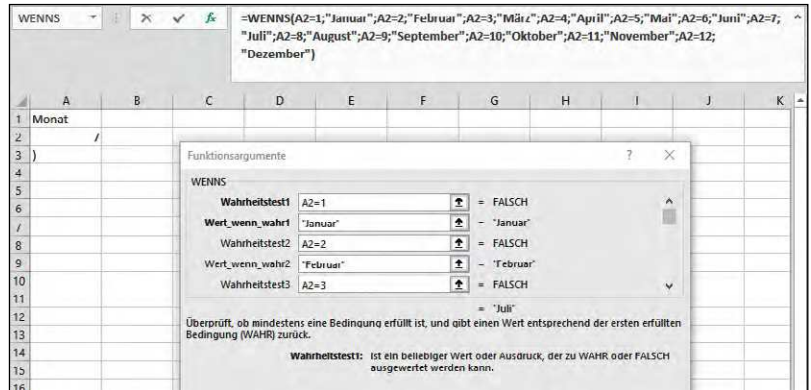 WENNS fx =WENNS(A2=1;"Januar";A2=2;"Februar";A2=3;"März";A2=4;"April";A2=5;"Mai";A2=6;"Juni";A2=7;
"Juli";A2=8;"August";A2=9;"September";A2=10;"Oktober";A2=11;"November";A2=12;
"Dezember")
A B C D E F G H I J K
1 Monat
2 7
3 )
4
5
6
7
8
9
10
11
12
13
14
15
16
Funktionsargumente ? ×
WENNS
Wahrheitstest1 A2=1 = FALSCH
Wert_wenn_wahr1 "Januar" = "Januar"
Wahrheitstest2 A2=2 = FALSCH
Wert_wenn_wahr2 "Februar" = "Februar"
Wahrheitstest3 A2=3 = FALSCH
= "Juli"
Überprüft, ob mindestens eine Bedingung erfüllt ist, und gibt einen Wert entsprechend der ersten erfüllten
Bedingung (WAHR) zurück.
Wahrheitstest1: Ist ein beliebiger Wert oder Ausdruck, der zu WAHR oder FALSCH
ausgewertet werden kann.